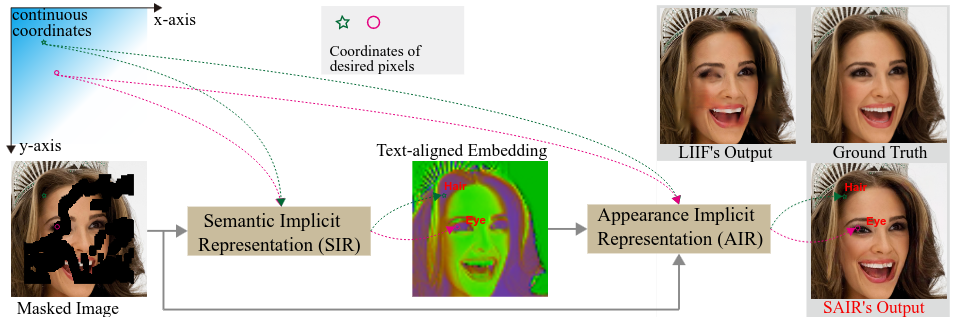 continuous
coordinates
x-axis
y-axis
Coordinates of
desired pixels
LIIF's Output
Ground Truth
Text-aligned Embedding
Hair
Eye
Semantic Implicit
Representation (SIR)
Appearance Implicit
Representation (AIR)
Hair
Eye
Masked Image
SAIR's Output